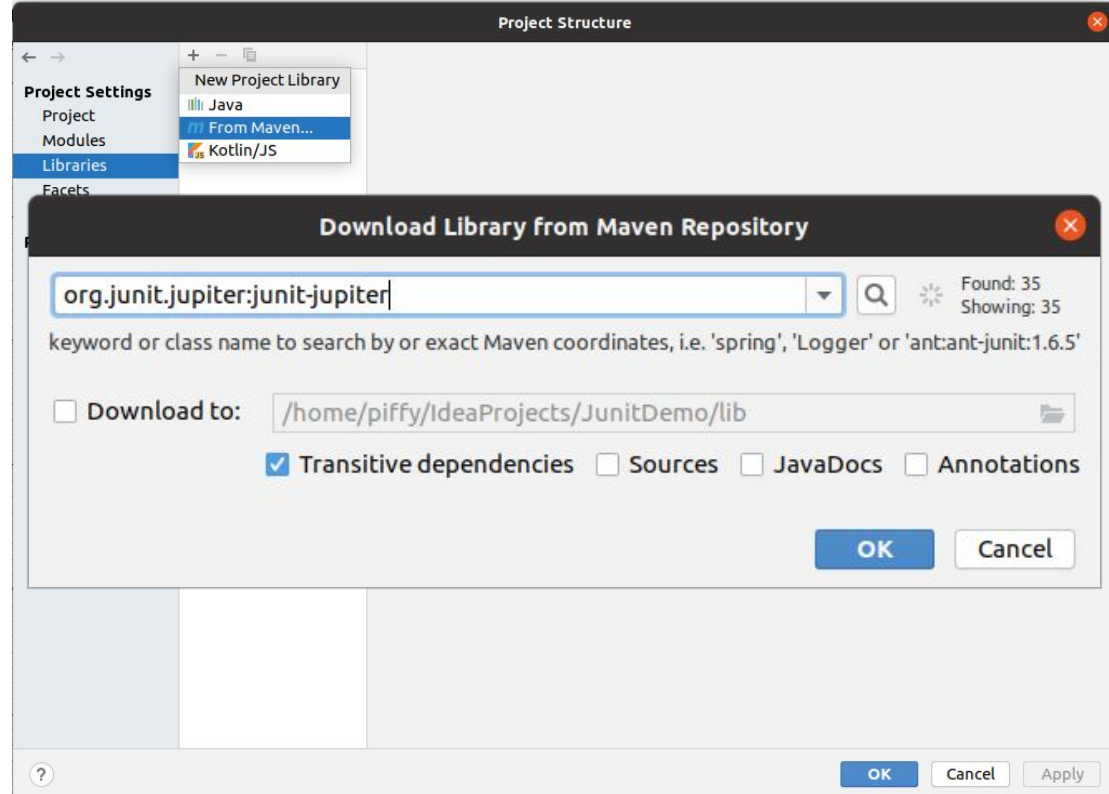 Project Structure
Project Settings
Project
Modules
Libraries
Facets
New Project Library
Java
From Maven...
Kotlin/JS
Download Library from Maven Repository
org.junit.jupiter:junit-jupiter
Found: 35
Showing: 35
keyword or class name to search by or exact Maven coordinates, i.e. 'spring', 'Logger' or 'ant:ant-junit:1.6.5'
Download to: /home/piffy/IdeaProjects/JunitDemo/lib
Transitive dependencies Sources JavaDocs Annotations
OK Cancel
? OK Cancel Apply